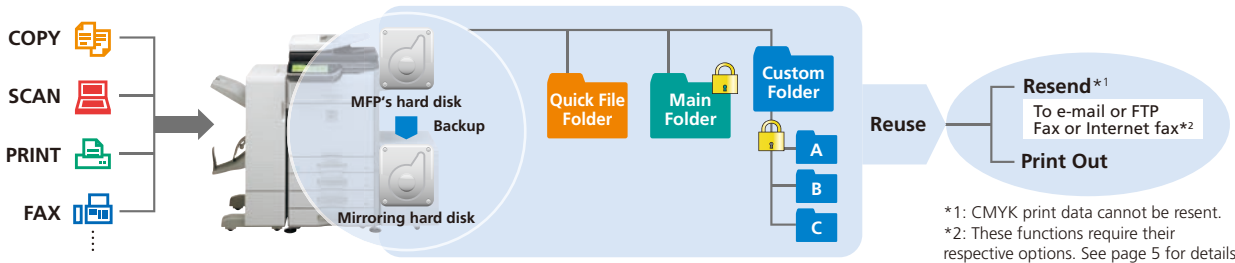 COPY
SCAN
PRINT
FAX
MFP's hard disk
Backup
Mirroring hard disk
Quick File
Folder
Main
Folder
Custom
Folder
A
B
C
Reuse
Resend*1
To e-mail or FTP
Fax or Internet fax*2
Print Out
*1: CMYK print data cannot be resent.
*2: These functions require their
respective options. See page 5 for details